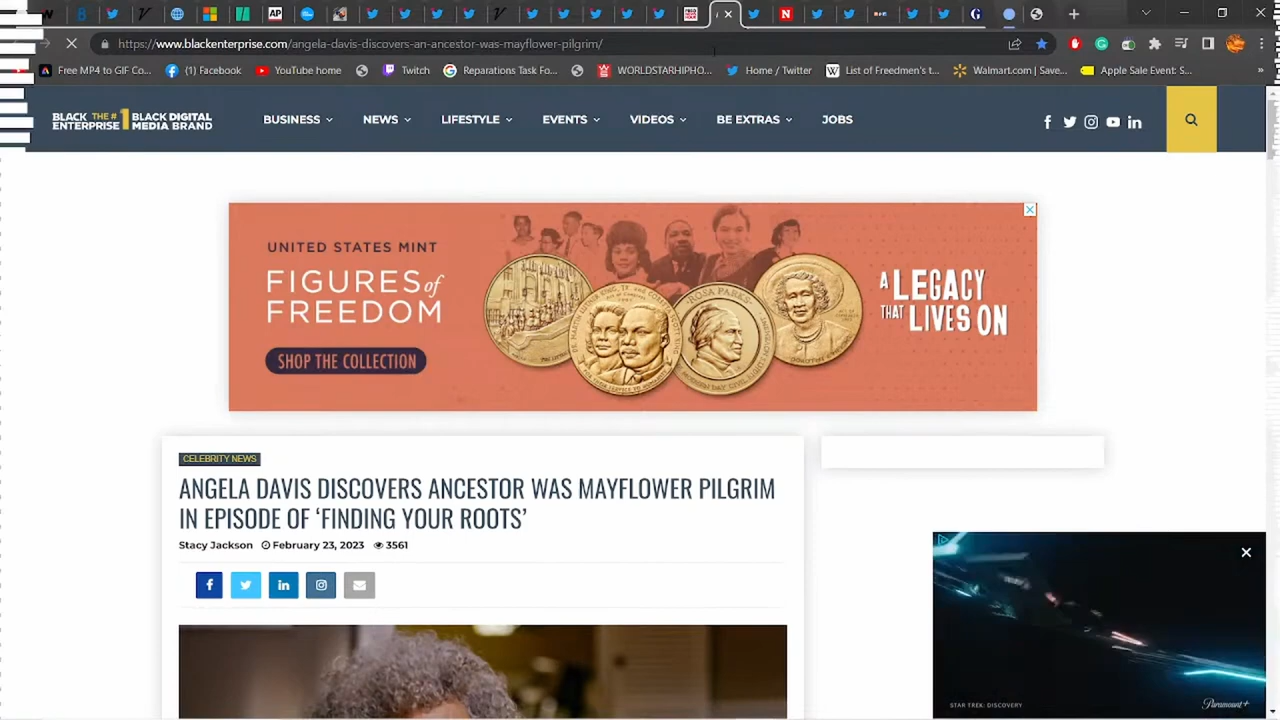 https://www.blackenterprise.com/angela-davis-discovers-an-ancestor-was-mayflower-pilgrim/
Free MP4 to GIF Co...
(1) Facebook
YouTube home
Twitch
Reparations Task Fo...
WORLDSTARHIPHO...
Home / Twitter
List of Freedmen's t...
Walmart.com | Save...
Apple Sale Event: S...
»
BLACK ENTERPRISE
THE #1
BLACK DIGITAL MEDIA BRAND
BUSINESS
NEWS
LIFESTYLE
EVENTS
VIDEOS
BE EXTRAS
JOBS
UNITED STATES MINT
FIGURES of
FREEDOM
SHOP THE COLLECTION
ROSA PARKS
A LEGACY
THAT LIVES ON
CELEBRITY NEWS
ANGELA DAVIS DISCOVERS ANCESTOR WAS MAYFLOWER PILGRIM
IN EPISODE OF ‘FINDING YOUR ROOTS’
Stacy Jackson February 23, 2023 3561
STAR TREK: DISCOVERY
Paramount+